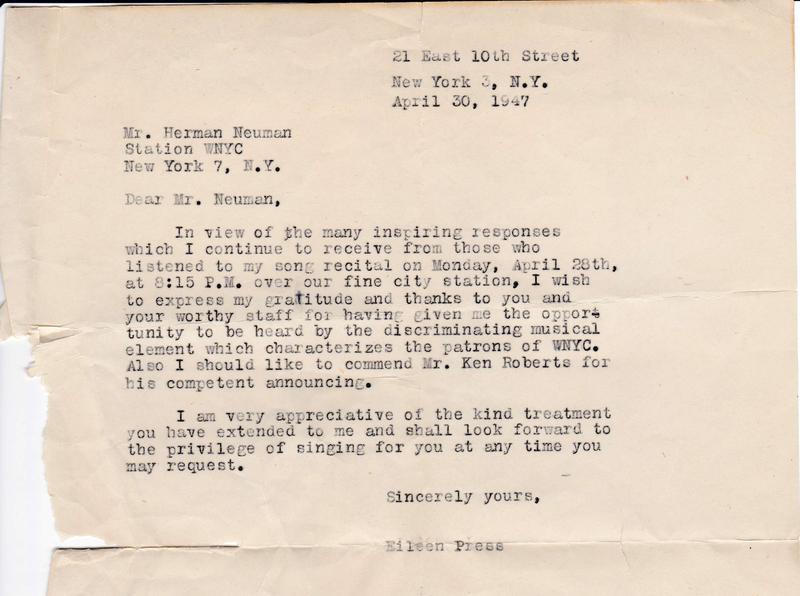 21 East 10th Street
New York 3, N.Y.
April 30, 1947
Mr. Herman Neuman
Station WNYC
New York 7, N.Y.
Dear Mr. Neuman,
In view of the many inspiring responses
which I continue to receive from those who
listened to my song recital on Monday, April 28th,
at 8:15 P.M. over our fine city station, I wish
to express my gratitude and thanks to you and
your worthy staff for having given me the oppor-
tunity to be heard by the discriminating musical
element which characterizes the patrons of WNYC.
Also I should like to commend Mr. Ken Roberts for
his competent announcing.
I am very appreciative of the kind treatment
you have extended to me and shall look forward to
the privilege of singing for you at any time you
may request.
Sincerely yours,
Eileen Press